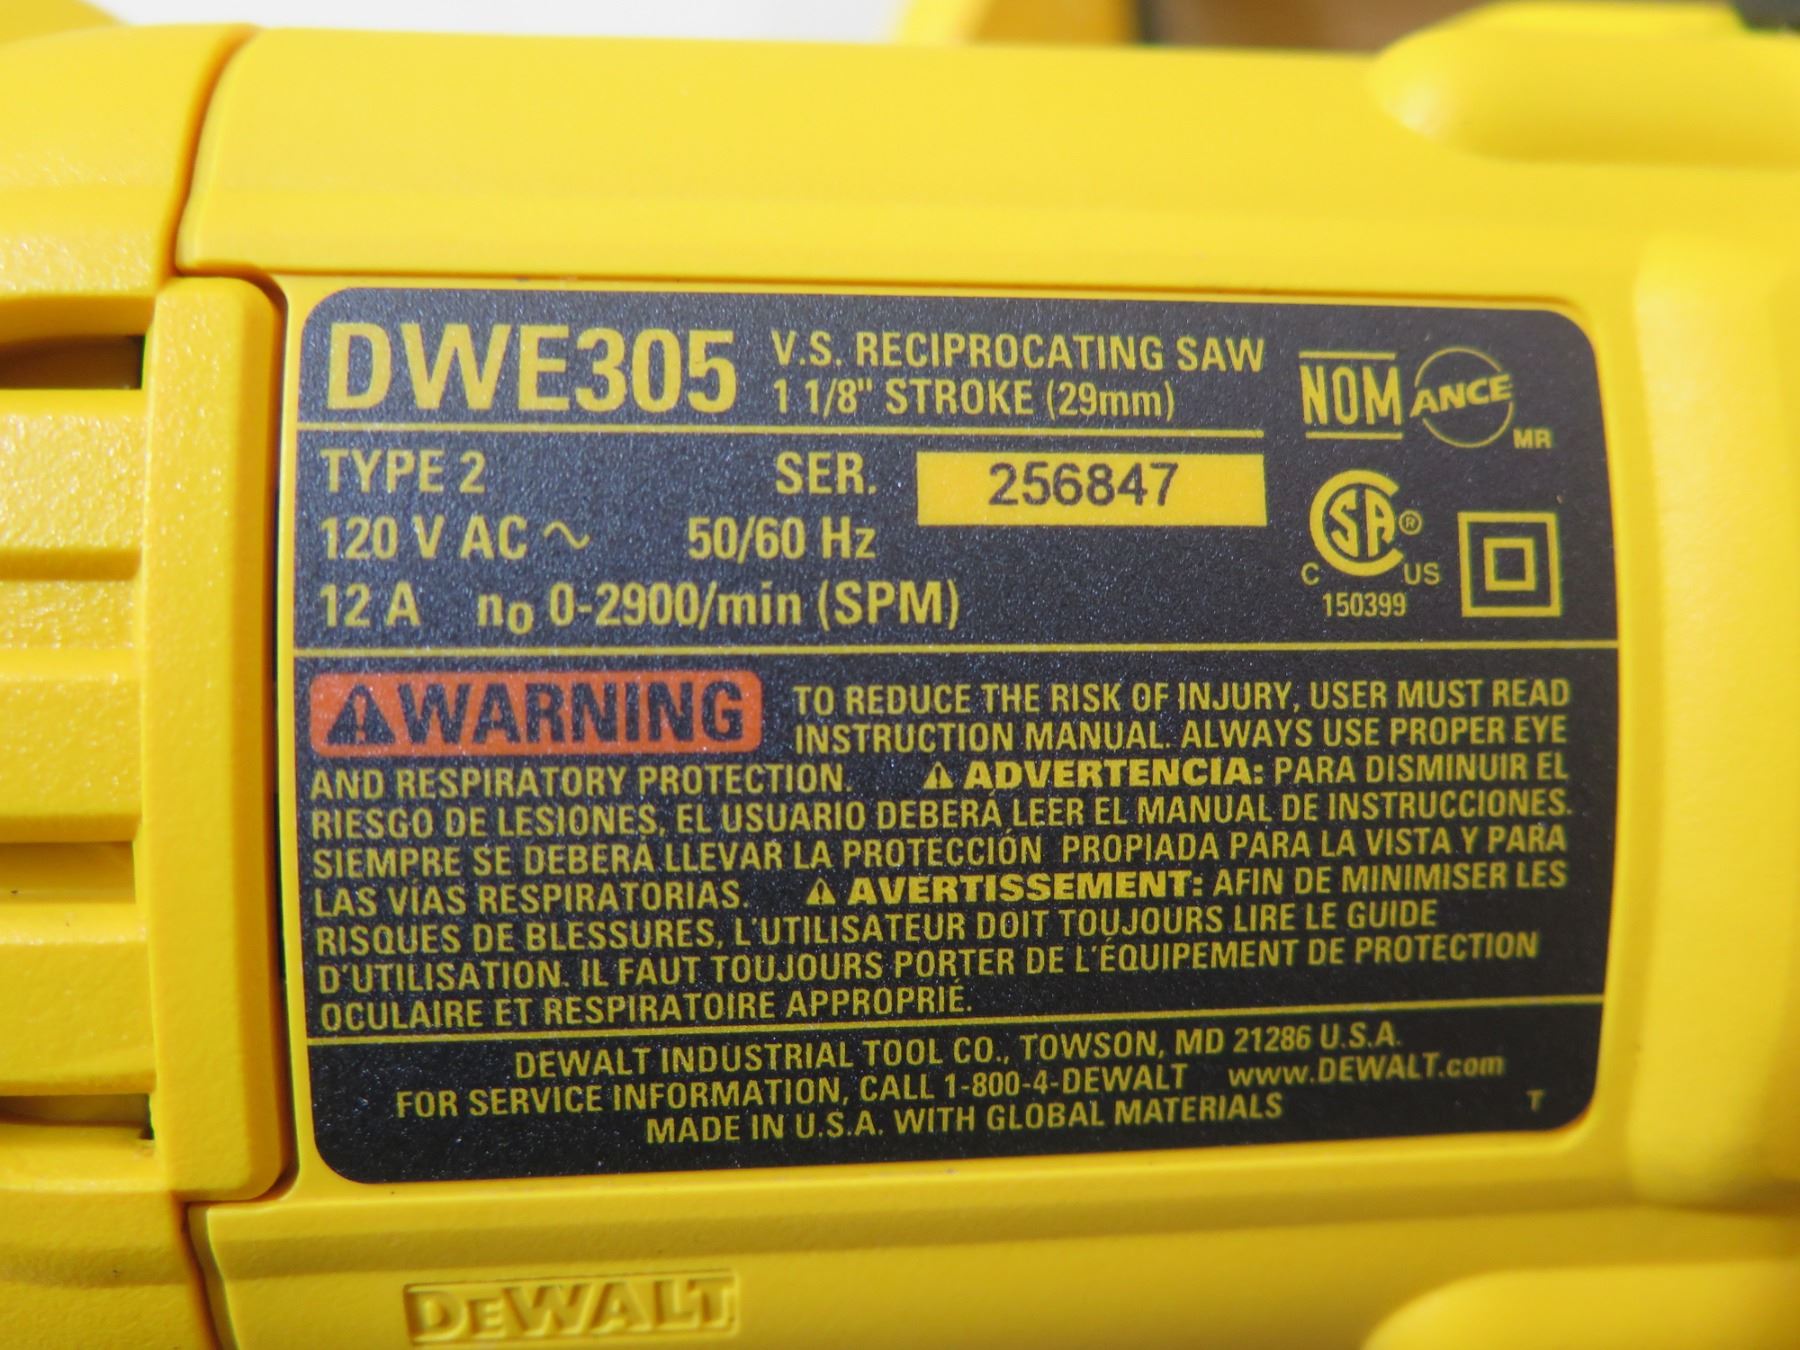 DWE305 V.S. RECIPROCATING SAW
1 1/8" STROKE (29mm)
NOM ANCE MR
TYPE 2 SER. 256847
120 V AC ~ 50/60 Hz
12 A no 0-2900/min (SPM)
CSA ®
C US
150399
WARNING TO REDUCE THE RISK OF INJURY, USER MUST READ
INSTRUCTION MANUAL. ALWAYS USE PROPER EYE
AND RESPIRATORY PROTECTION. ADVERTENCIA: PARA DISMINUIR EL
RIESGO DE LESIONES, EL USUARIO DEBERÁ LEER EL MANUAL DE INSTRUCCIONES.
SIEMPRE SE DEBERÁ LLEVAR LA PROTECCIÓN PROPIADA PARA LA VISTA Y PARA
LAS VÍAS RESPIRATORIAS. AVERTISSEMENT: AFIN DE MINIMISER LES
RISQUES DE BLESSURES, L'UTILISATEUR DOIT TOUJOURS LIRE LE GUIDE
D'UTILISATION. IL FAUT TOUJOURS PORTER DE L'ÉQUIPEMENT DE PROTECTION
OCULAIRE ET RESPIRATOIRE APPROPRIÉ.
DEWALT INDUSTRIAL TOOL CO., TOWSON, MD 21286 U.S.A.
FOR SERVICE INFORMATION, CALL 1-800-4-DEWALT www.DEWALT.com
MADE IN U.S.A. WITH GLOBAL MATERIALS T
DEWALT